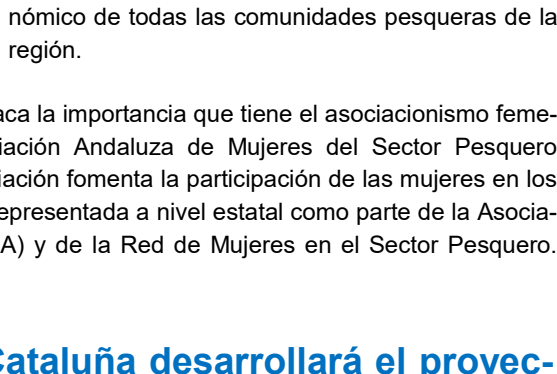 nómico de todas las comunidades pesqueras de la
región.
aca la importancia que tiene el asociacionismo feme-
iación Andaluza de Mujeres del Sector Pesquero
iación fomenta la participación de las mujeres en los
epresentada a nivel estatal como parte de la Asocia-
A) y de la Red de Mujeres en el Sector Pesquero.
Cataluña desarrollará el proyec-